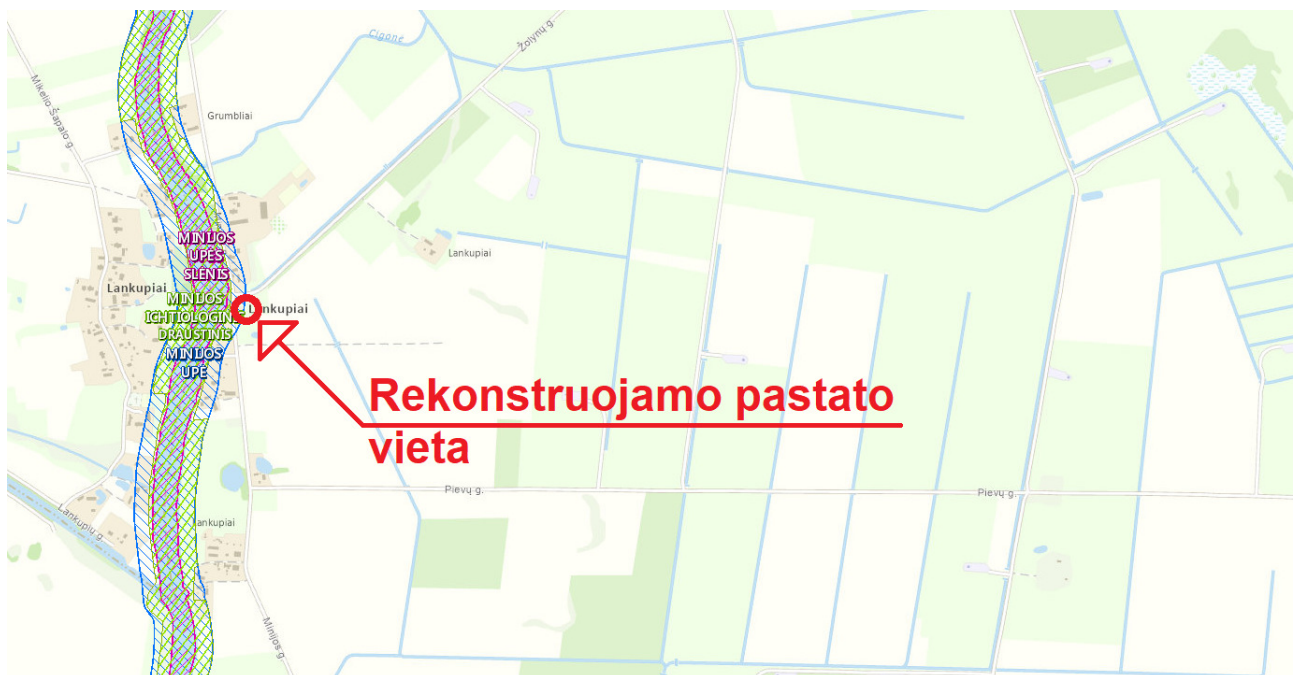 Cigonė
Žolynų g.
Mikelio Šapalo g.
Grumbliai
MINIJOS
UPĖS
SLĖNIS
Lankupiai
Lankupiai
MINIJOS
ICHTIOLOGINIS
DRAUSTINIS
Lankupiai
MINIJOS
UPĖ
Rekonstruojamo pastato
vieta
Pievų g.
Pievų g.
Lankupių g.
Lankupiai
Minijos g.